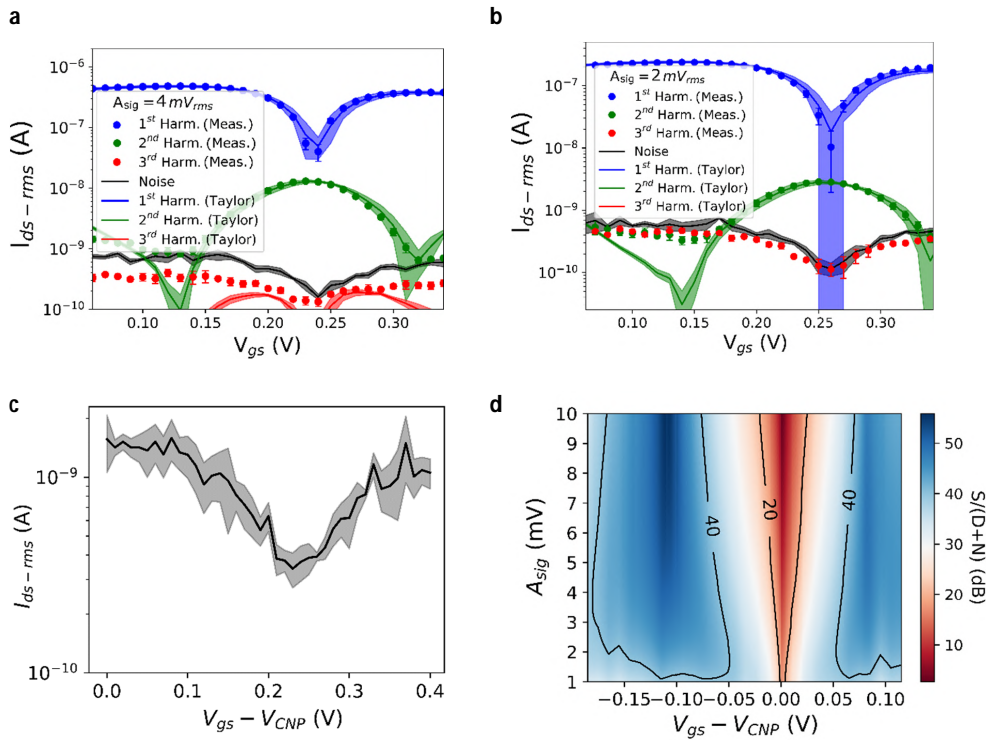 a
10⁻⁶
10⁻⁷
10⁻⁸
10⁻⁹
10⁻¹⁰
I_ds−rms (A)
A_sig = 4 mV_rms
1ˢᵗ Harm. (Meas.)
2ⁿᵈ Harm. (Meas.)
3ʳᵈ Harm. (Meas.)
Noise
1ˢᵗ Harm. (Taylor)
2ⁿᵈ Harm. (Taylor)
3ʳᵈ Harm. (Taylor)
0.10 0.15 0.20 0.25 0.30
V_gs (V)
b
10⁻⁷
10⁻⁸
10⁻⁹
10⁻¹⁰
I_ds−rms (A)
A_sig = 2 mV_rms
1ˢᵗ Harm. (Meas.)
2ⁿᵈ Harm. (Meas.)
3ʳᵈ Harm. (Meas.)
Noise
1ˢᵗ Harm. (Taylor)
2ⁿᵈ Harm. (Taylor)
3ʳᵈ Harm. (Taylor)
0.10 0.15 0.20 0.25 0.30
V_gs (V)
c
10⁻⁹
10⁻¹⁰
I_ds−rms (A)
0.0 0.1 0.2 0.3 0.4
V_gs − V_CNP (V)
d
10
9
8
7
6
5
4
3
2
1
A_sig (mV)
40
20
40
−0.15 −0.10 −0.05 0.00 0.05 0.10
V_gs − V_CNP (V)
50
40
30
20
10
S/(D+N) (dB)